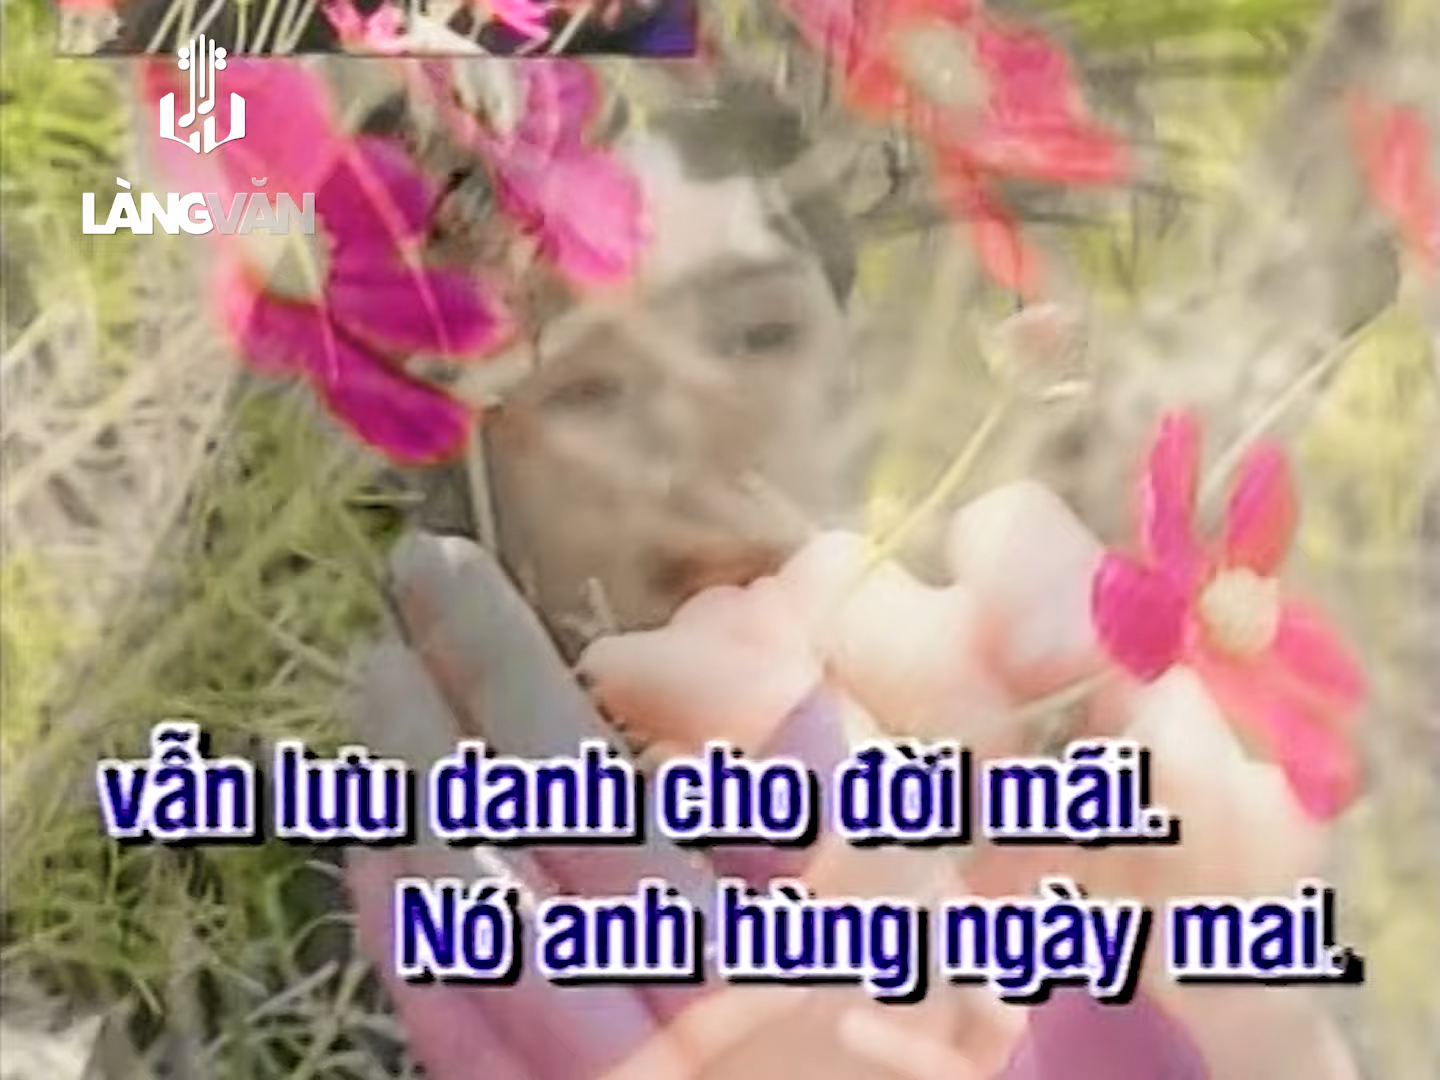 LÀNGVĂN
vẫn lưu danh cho đời mãi.
Nó anh hùng ngày mai.